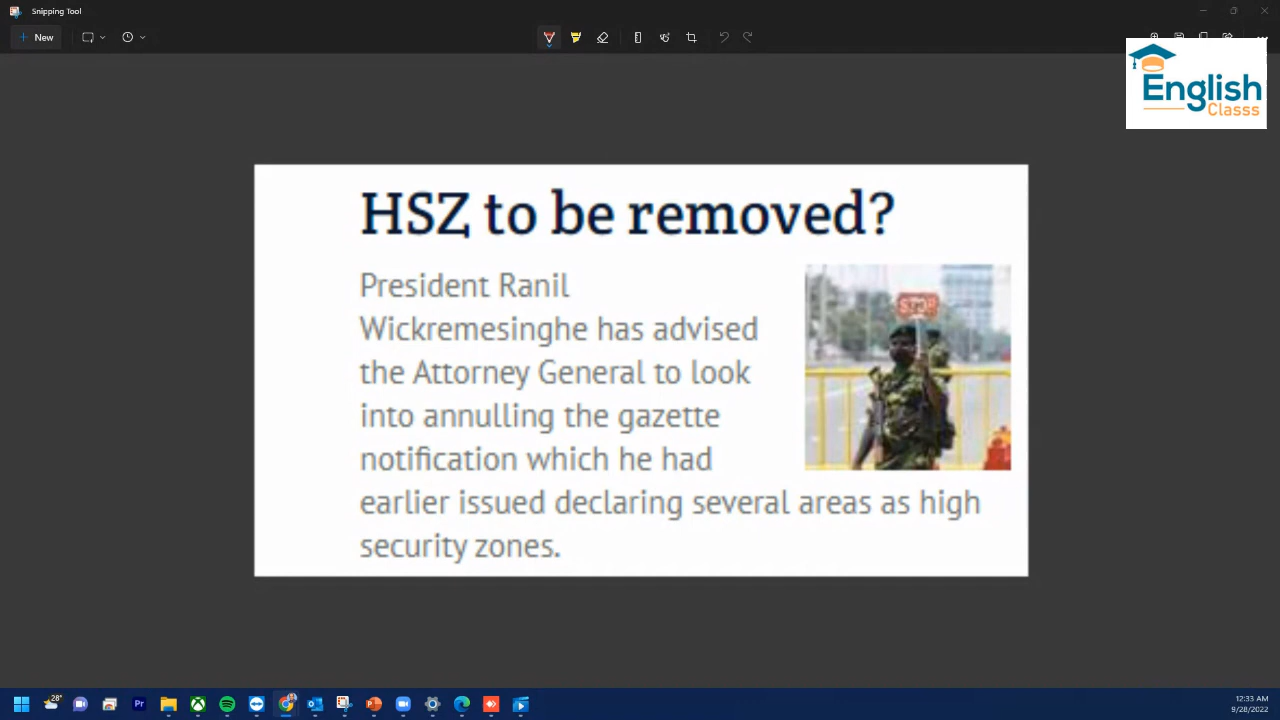 Snipping Tool
New
English
Classs
HSZ to be removed?
President Ranil
Wickremesinghe has advised
the Attorney General to look
into annulling the gazette
notification which he had
earlier issued declaring several areas as high
security zones.
STOP
28°
Pr
12:33 AM
9/28/2022